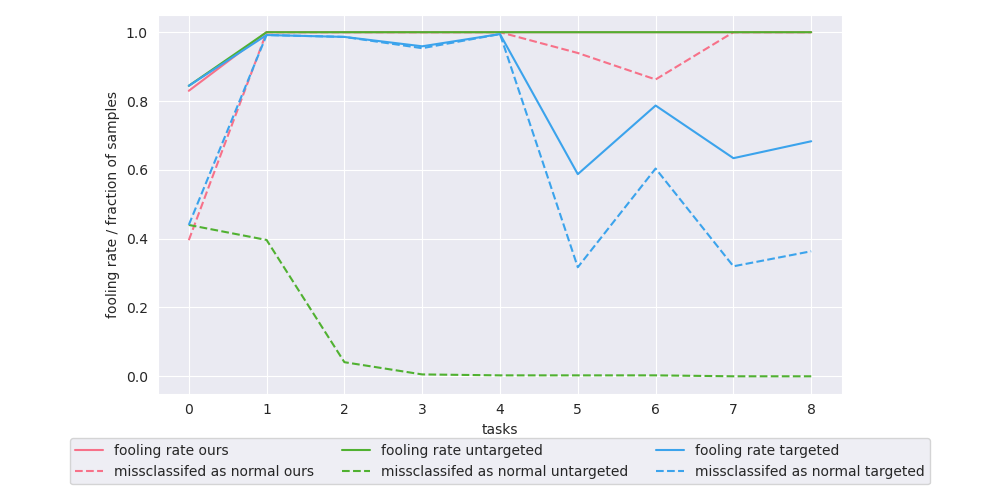 1.0
0.8
0.6
0.4
0.2
0.0
fooling rate / fraction of samples
0 1 2 3 4 5 6 7 8
tasks
fooling rate ours fooling rate untargeted fooling rate targeted
missclassifed as normal ours missclassifed as normal untargeted missclassifed as normal targeted